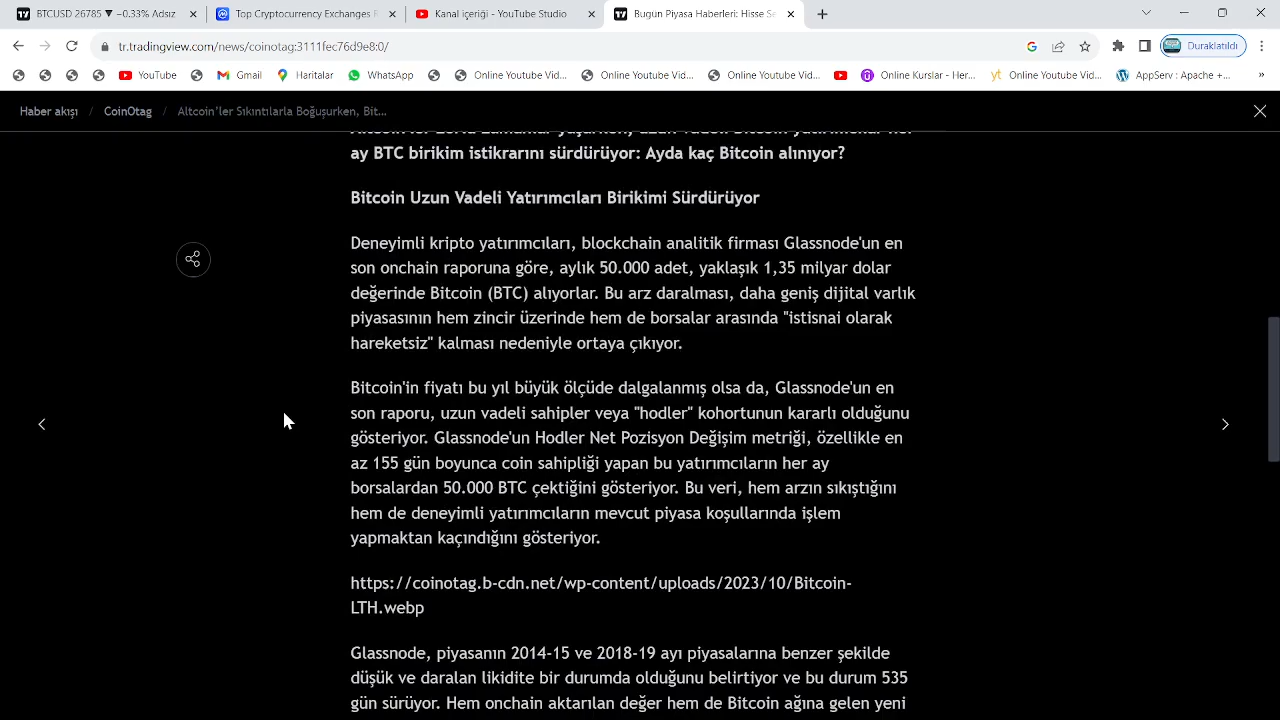 BTCUSD 26785 ▼ −0.33% Adsız
Top Cryptocurrency Exchanges R
Kanal içeriği - YouTube Studio
Bugün Piyasa Haberleri: Hisse Se
tr.tradingview.com/news/coinotag:3111fec76d9e8:0/
Duraklatıldı
YouTube
Gmail
Haritalar
WhatsApp
Online Youtube Vid...
Online Youtube Vid...
Online Youtube Vid...
Online Kurslar - Her...
yt Online Youtube Vid...
AppServ : Apache +...
»
Haber akışı / CoinOtag / Altcoin'ler Sıkıntılarla Boğuşurken, Bit...
ay BTC birikim istikrarını sürdürüyor: Ayda kaç Bitcoin alınıyor?
Bitcoin Uzun Vadeli Yatırımcıları Birikimi Sürdürüyor
Deneyimli kripto yatırımcıları, blockchain analitik firması Glassnode'un en
son onchain raporuna göre, aylık 50.000 adet, yaklaşık 1,35 milyar dolar
değerinde Bitcoin (BTC) alıyorlar. Bu arz daralması, daha geniş dijital varlık
piyasasının hem zincir üzerinde hem de borsalar arasında "istisnai olarak
hareketsiz" kalması nedeniyle ortaya çıkıyor.
Bitcoin'in fiyatı bu yıl büyük ölçüde dalgalanmış olsa da, Glassnode'un en
son raporu, uzun vadeli sahipler veya "hodler" kohortunun kararlı olduğunu
gösteriyor. Glassnode'un Hodler Net Pozisyon Değişim metriği, özellikle en
az 155 gün boyunca coin sahipliği yapan bu yatırımcıların her ay
borsalardan 50.000 BTC çektiğini gösteriyor. Bu veri, hem arzın sıkıştığını
hem de deneyimli yatırımcıların mevcut piyasa koşullarında işlem
yapmaktan kaçındığını gösteriyor.
https://coinotag.b-cdn.net/wp-content/uploads/2023/10/Bitcoin-
LTH.webp
Glassnode, piyasanın 2014-15 ve 2018-19 ayı piyasalarına benzer şekilde
düşük ve daralan likidite bir durumda olduğunu belirtiyor ve bu durum 535
gün sürüyor. Hem onchain aktarılan değer hem de Bitcoin ağına gelen yeni